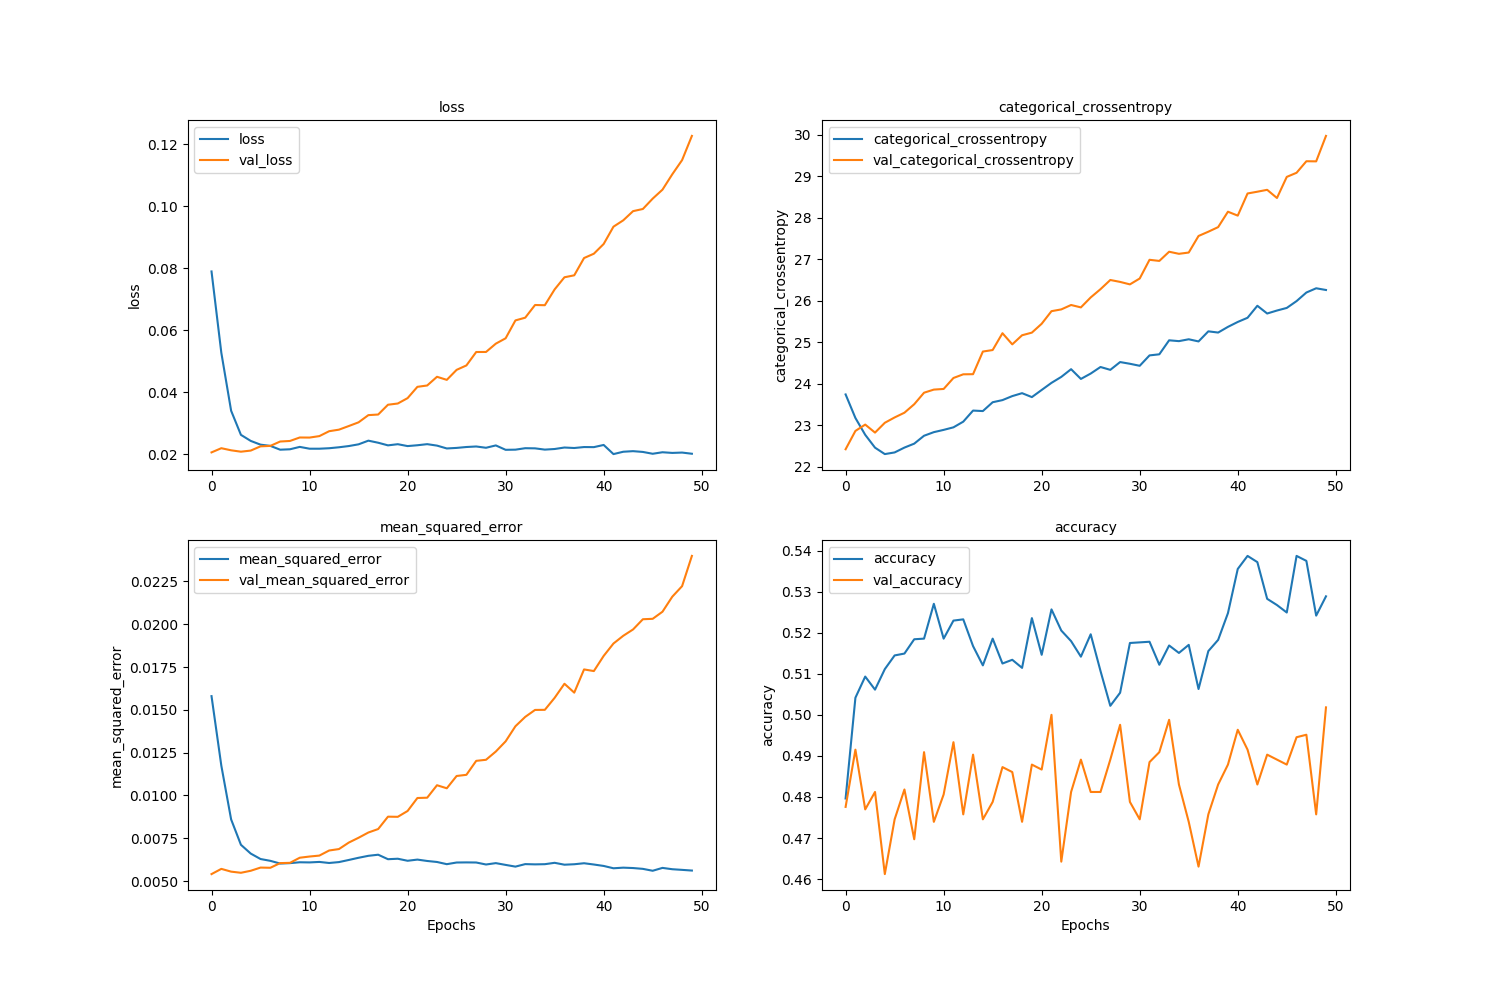 loss
loss
val_loss
0.12
0.10
0.08
0.06
0.04
0.02
loss
0 10 20 30 40 50
categorical_crossentropy
categorical_crossentropy
val_categorical_crossentropy
30
29
28
27
26
25
24
23
22
categorical_crossentropy
0 10 20 30 40 50
mean_squared_error
mean_squared_error
val_mean_squared_error
0.0225
0.0200
0.0175
0.0150
0.0125
0.0100
0.0075
0.0050
mean_squared_error
0 10 20 30 40 50
Epochs
accuracy
accuracy
val_accuracy
0.54
0.53
0.52
0.51
0.50
0.49
0.48
0.47
0.46
accuracy
0 10 20 30 40 50
Epochs